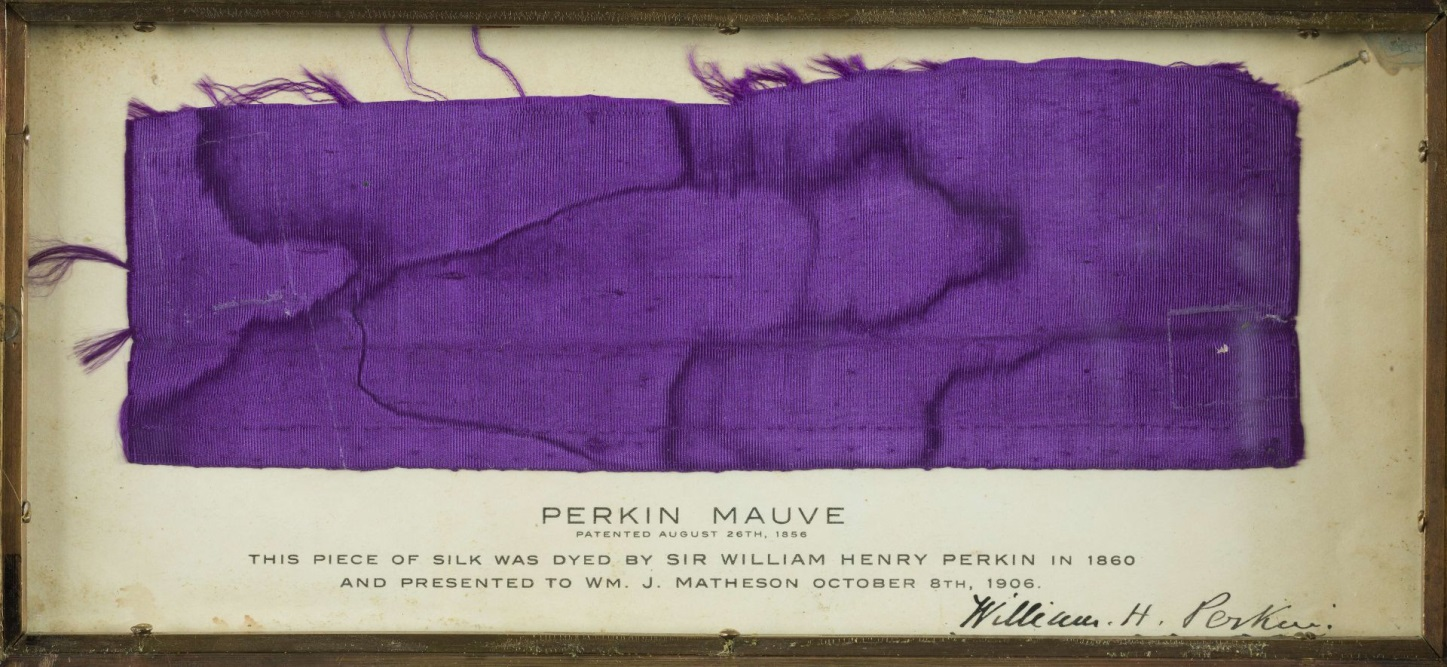 PERKIN MAUVE
PATENTED AUGUST 26TH, 1856
THIS PIECE OF SILK WAS DYED BY SIR WILLIAM HENRY PERKIN IN 1860
AND PRESENTED TO WM. J. MATHESON OCTOBER 8TH, 1906.
William. H. Perkin.